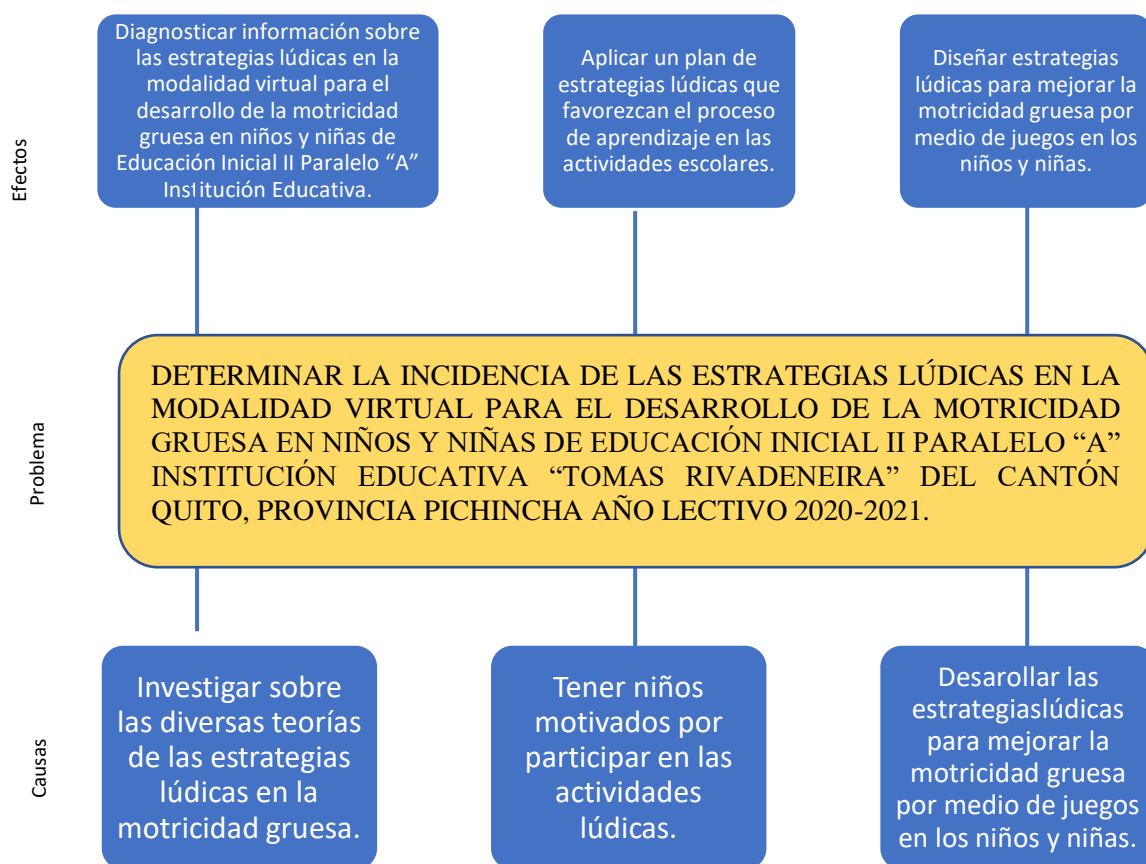 Efectos
Diagnosticar información sobre
las estrategias lúdicas en la
modalidad virtual para el
desarrollo de la motricidad
gruesa en niños y niñas de
Educación Inicial II Paralelo “A”
Institución Educativa.
Aplicar un plan de
estrategias lúdicas que
favorezcan el proceso
de aprendizaje en las
actividades escolares.
Diseñar estrategias
lúdicas para mejorar la
motricidad gruesa por
medio de juegos en los
niños y niñas.
Problema
DETERMINAR LA INCIDENCIA DE LAS ESTRATEGIAS LÚDICAS EN LA
MODALIDAD VIRTUAL PARA EL DESARROLLO DE LA MOTRICIDAD
GRUESA EN NIÑOS Y NIÑAS DE EDUCACIÓN INICIAL II PARALELO “A”
INSTITUCIÓN EDUCATIVA “TOMAS RIVADENEIRA” DEL CANTÓN
QUITO, PROVINCIA PICHINCHA AÑO LECTIVO 2020-2021.
Causas
Investigar sobre
las diversas teorías
de las estrategias
lúdicas en la
motricidad gruesa.
Tener niños
motivados por
participar en las
actividades
lúdicas.
Desarollar las
estrategiaslúdicas
para mejorar la
motricidad gruesa
por medio de juegos
en los niños y niñas.